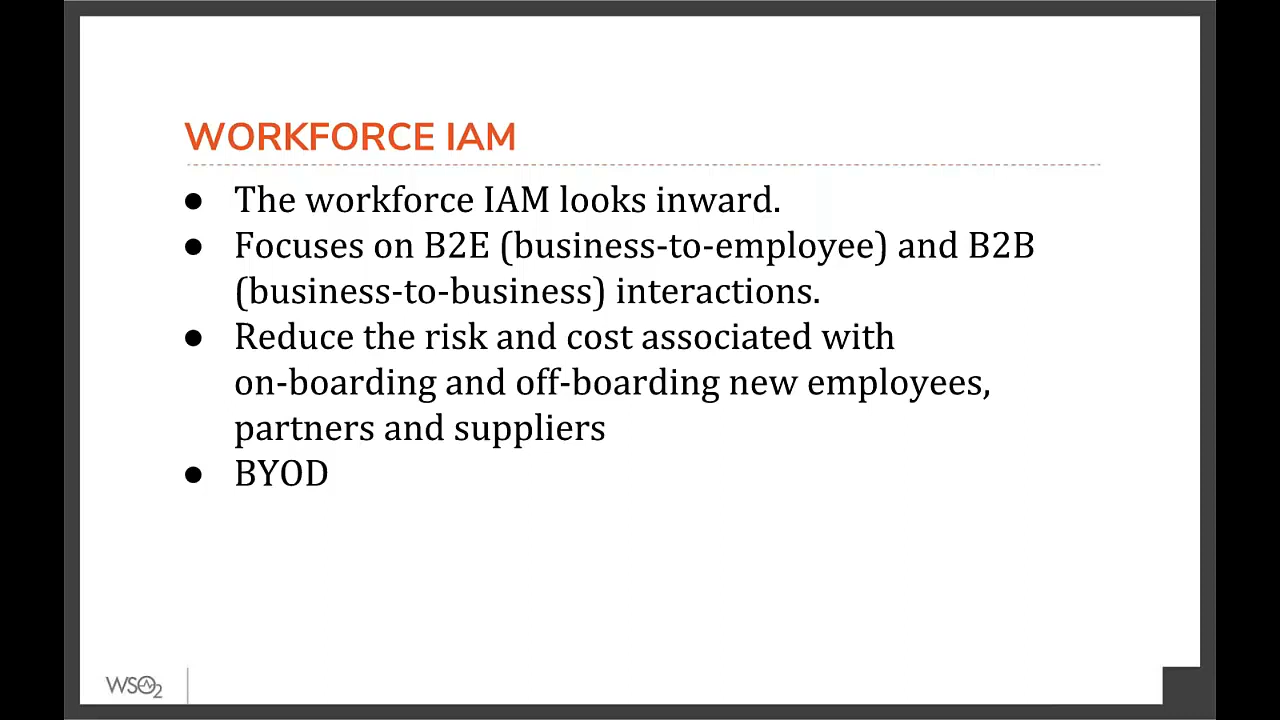 WORKFORCE IAM
● The workforce IAM looks inward.
● Focuses on B2E (business-to-employee) and B2B
(business-to-business) interactions.
● Reduce the risk and cost associated with
on-boarding and off-boarding new employees,
partners and suppliers
● BYOD
WSO2